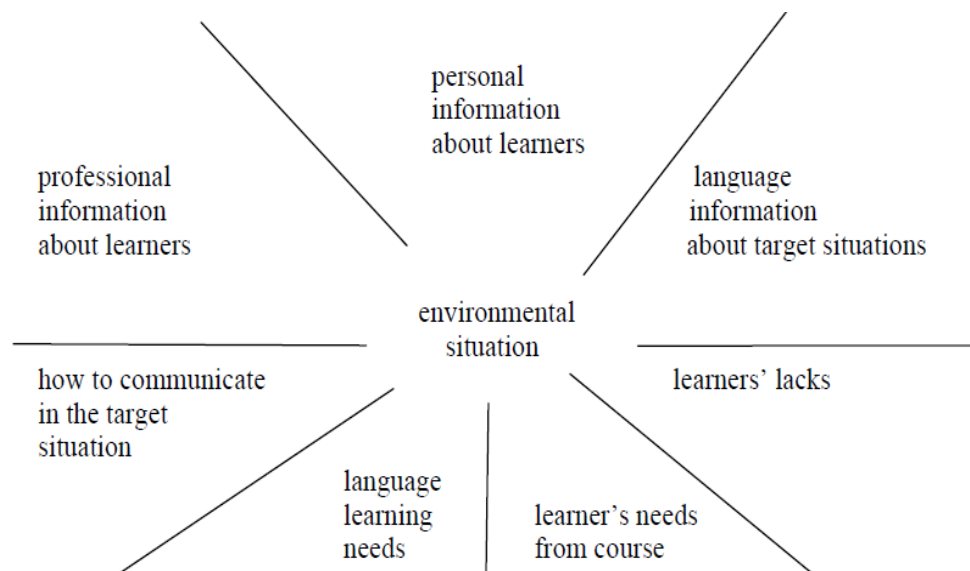 personal
information
about learners
professional
information
about learners
language
information
about target situations
environmental
situation
how to communicate
in the target
situation
learners’ lacks
language
learning
needs
learner’s needs
from course